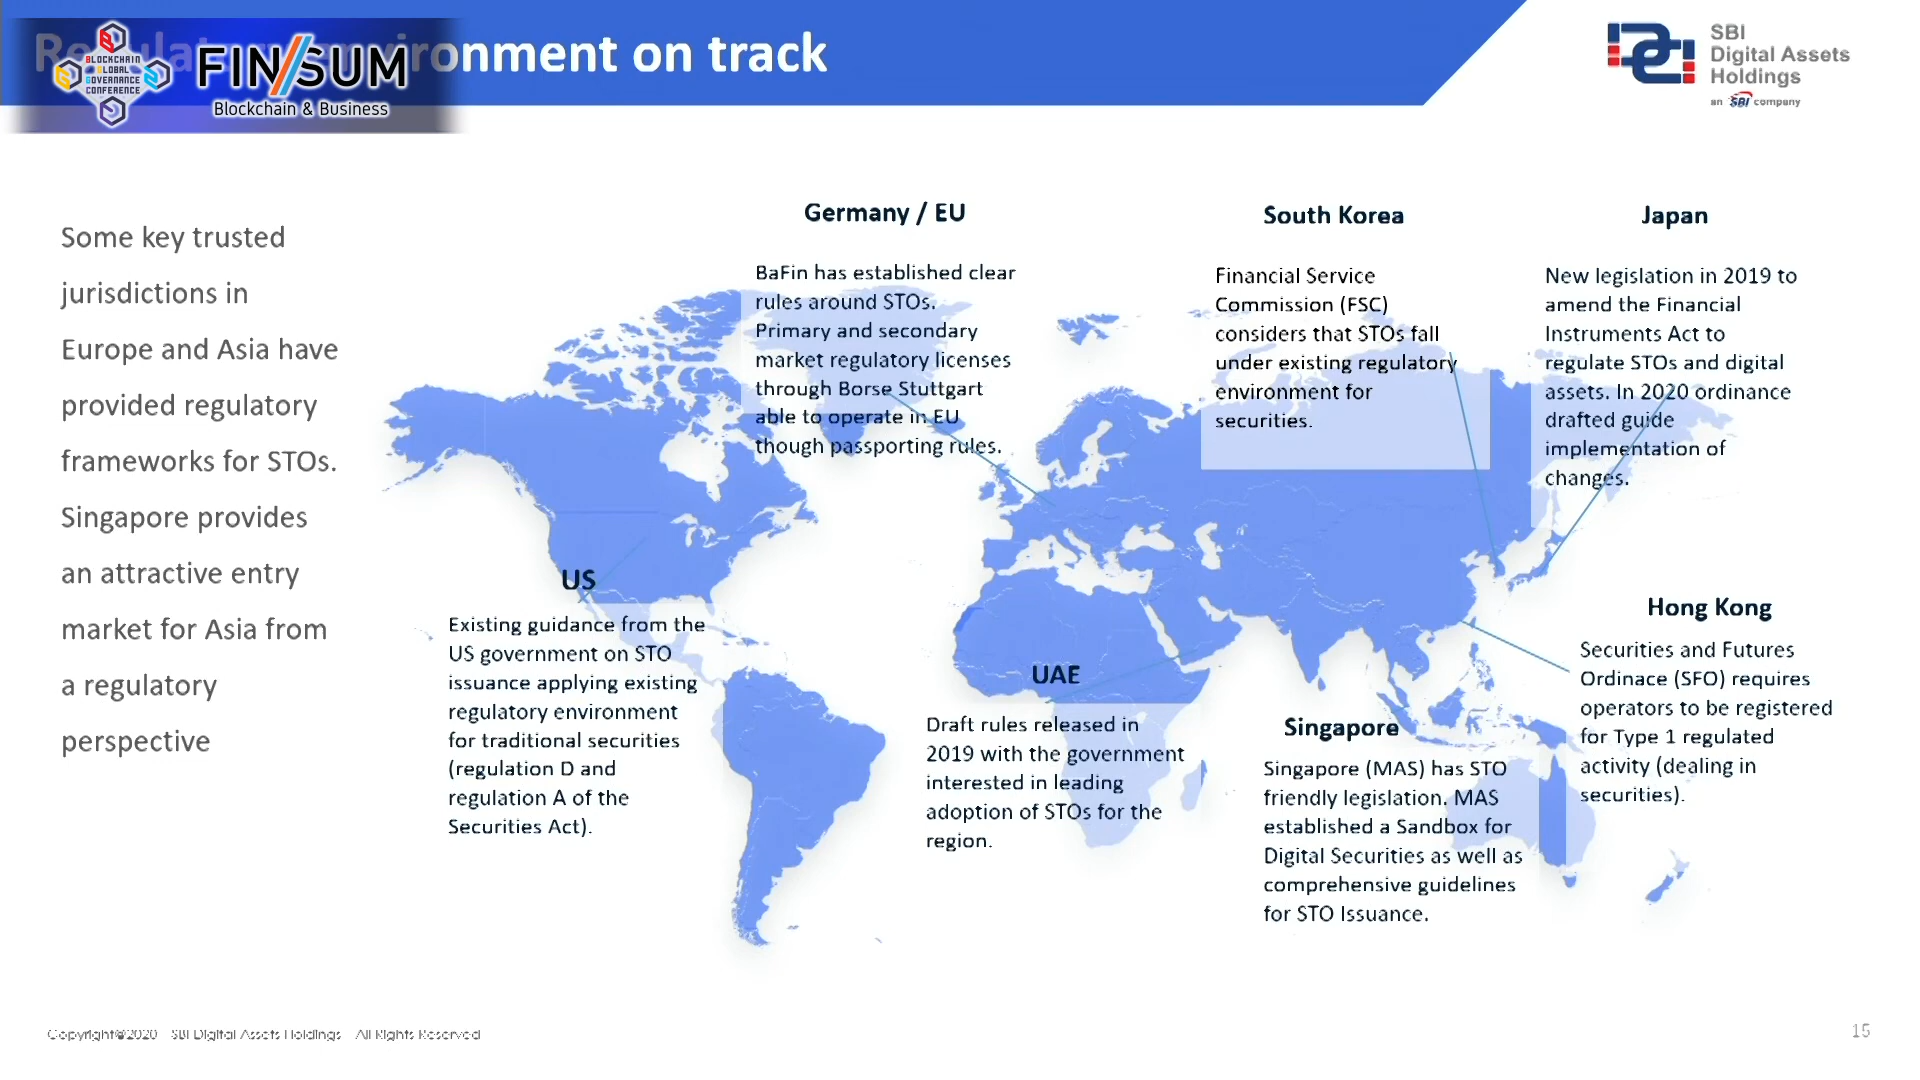 onment on track
BLOCKCHAIN
GLOBAL
GOVERNANCE
CONFERENCE
FIN/SUM
Blockchain & Business
SBI
Digital Assets
Holdings
an SBI company
Some key trusted
jurisdictions in
Europe and Asia have
provided regulatory
frameworks for STOs.
Singapore provides
an attractive entry
market for Asia from
a regulatory
perspective
Germany / EU
BaFin has established clear
rules around STOs.
Primary and secondary
market regulatory licenses
through Borse Stuttgart
able to operate in EU
though passporting rules.
South Korea
Financial Service
Commission (FSC)
considers that STOs fall
under existing regulatory
environment for
securities.
Japan
New legislation in 2019 to
amend the Financial
Instruments Act to
regulate STOs and digital
assets. In 2020 ordinance
drafted guide
implementation of
changes.
US
Existing guidance from the
US government on STO
issuance applying existing
regulatory environment
for traditional securities
(regulation D and
regulation A of the
Securities Act).
UAE
Draft rules released in
2019 with the government
interested in leading
adoption of STOs for the
region.
Singapore
Singapore (MAS) has STO
friendly legislation. MAS
established a Sandbox for
Digital Securities as well as
comprehensive guidelines
for STO Issuance.
Hong Kong
Securities and Futures
Ordinace (SFO) requires
operators to be registered
for Type 1 regulated
activity (dealing in
securities).
Copyright©2020 SBI Digital Assets Holdings All Rights Reserved
15